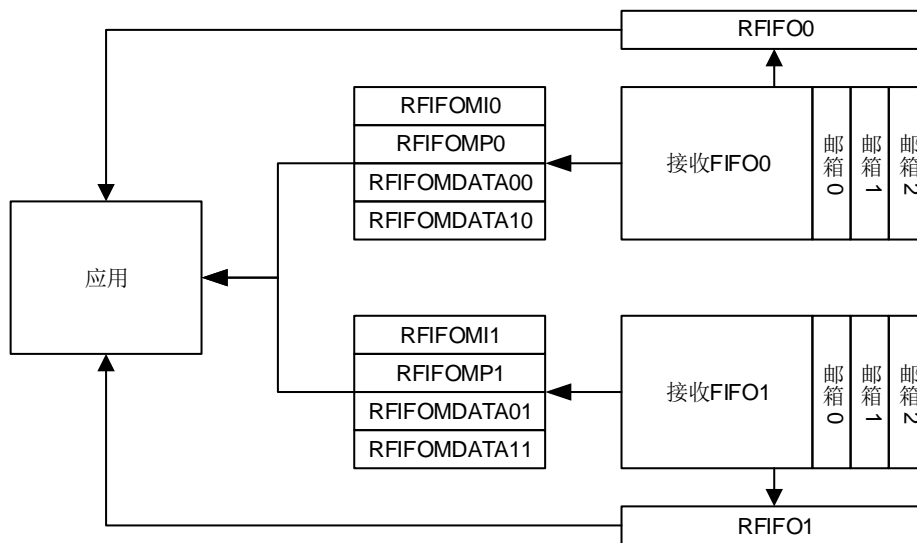 RFIFO0
RFIFOMI0
RFIFOMP0
RFIFOMDATA00
RFIFOMDATA10
接收FIFO0
邮箱0
邮箱1
邮箱2
应用
RFIFOMI1
RFIFOMP1
RFIFOMDATA01
RFIFOMDATA11
接收FIFO1
邮箱0
邮箱1
邮箱2
RFIFO1